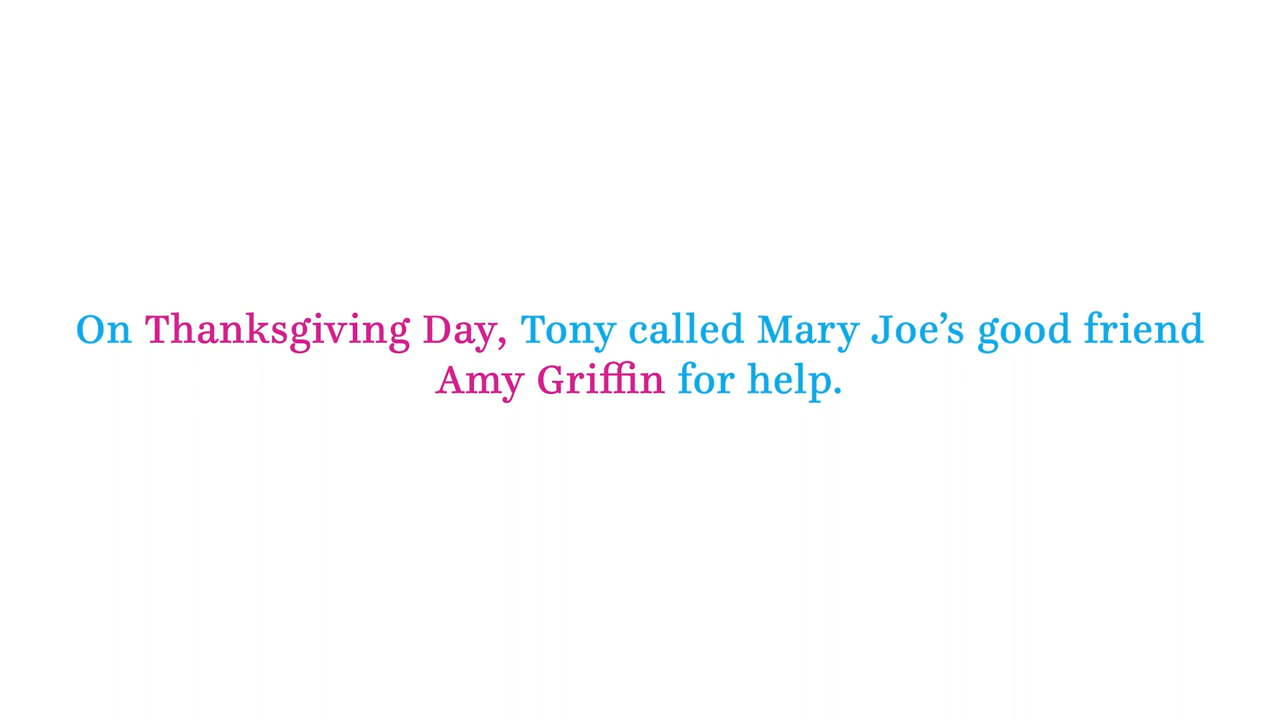 On Thanksgiving Day, Tony called Mary Joe’s good friend
Amy Griffin for help.